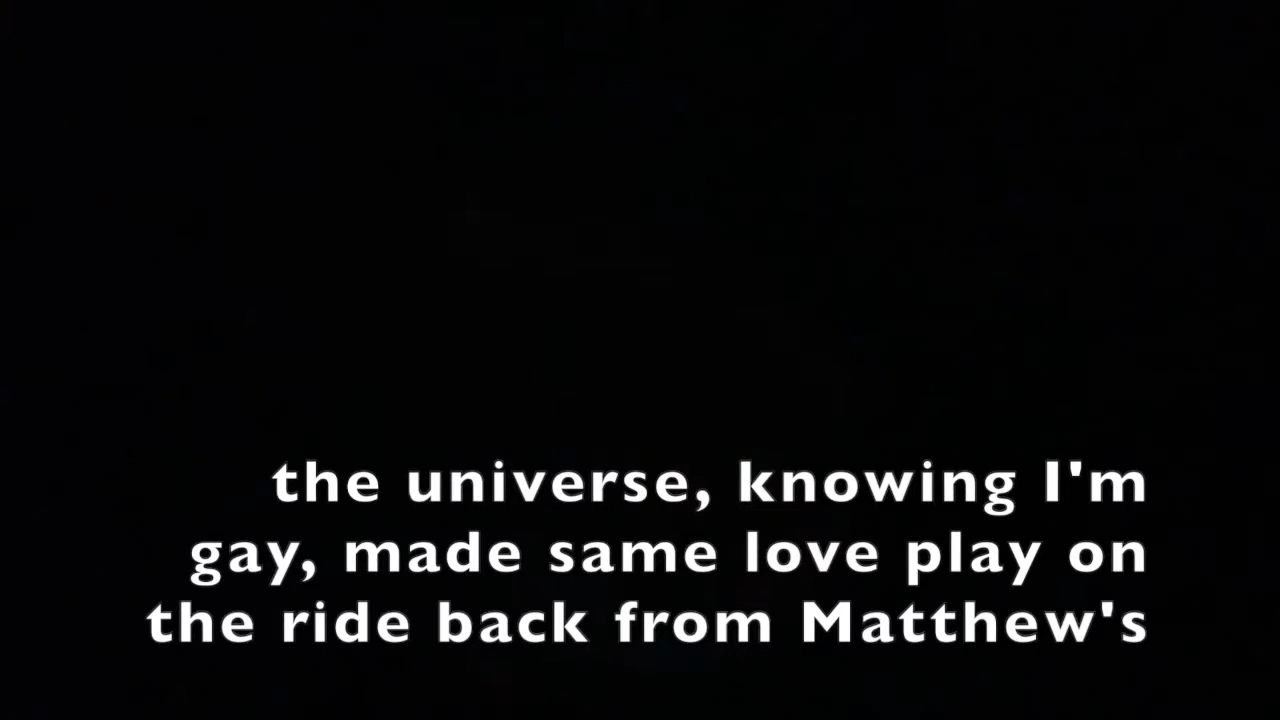 the universe, knowing I'm
gay, made same love play on
the ride back from Matthew's